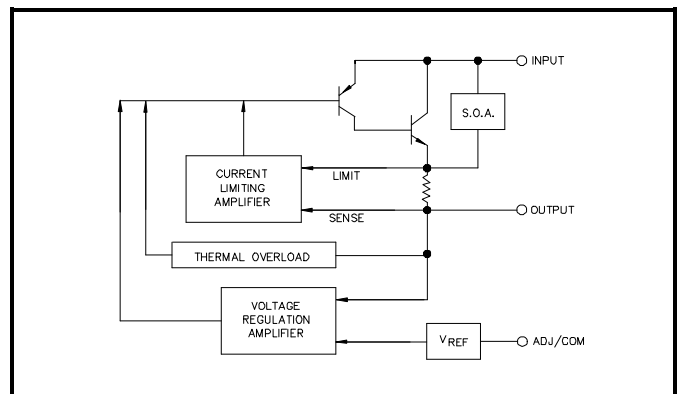 INPUT
S.O.A.
CURRENT
LIMITING
AMPLIFIER
LIMIT
SENSE
OUTPUT
THERMAL OVERLOAD
VOLTAGE
REGULATION
AMPLIFIER
VREF
ADJ/COM